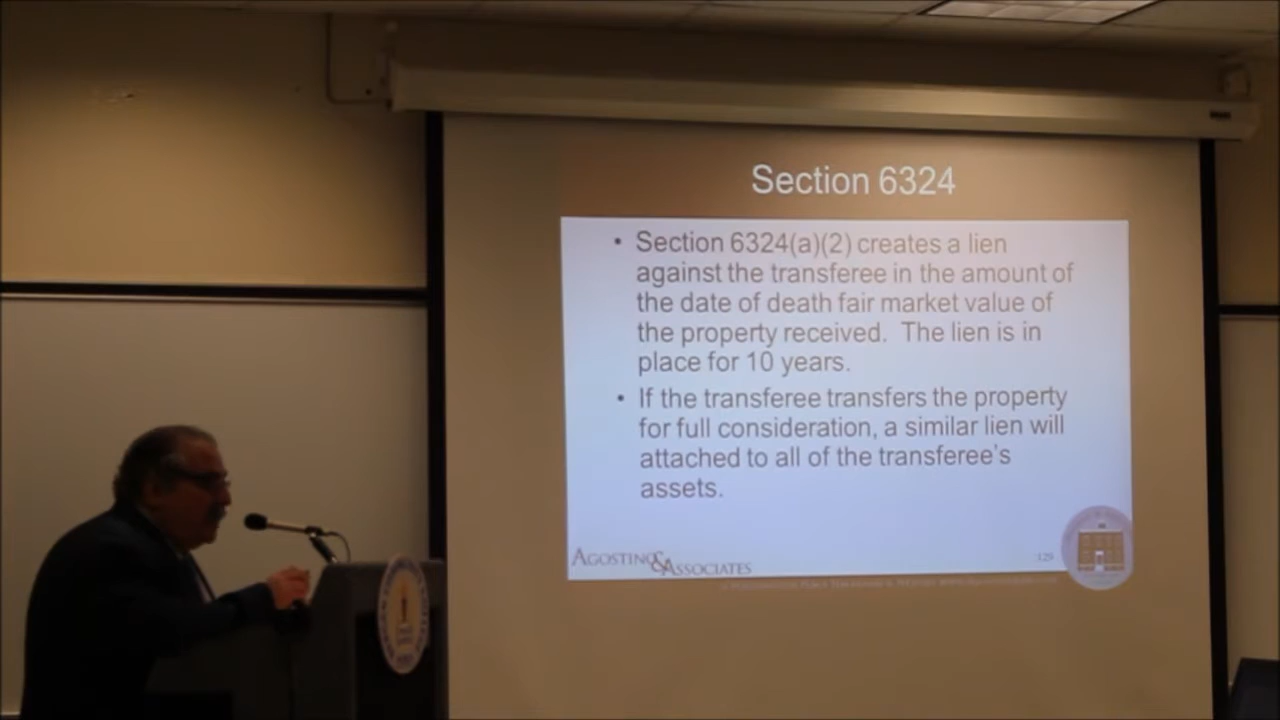 Section 6324
• Section 6324(a)(2) creates a lien
against the transferee in the amount of
the date of death fair market value of
the property received. The lien is in
place for 10 years.
• If the transferee transfers the property
for full consideration, a similar lien will
attached to all of the transferee's
assets.
AGOSTINO&ASSOCIATES
129